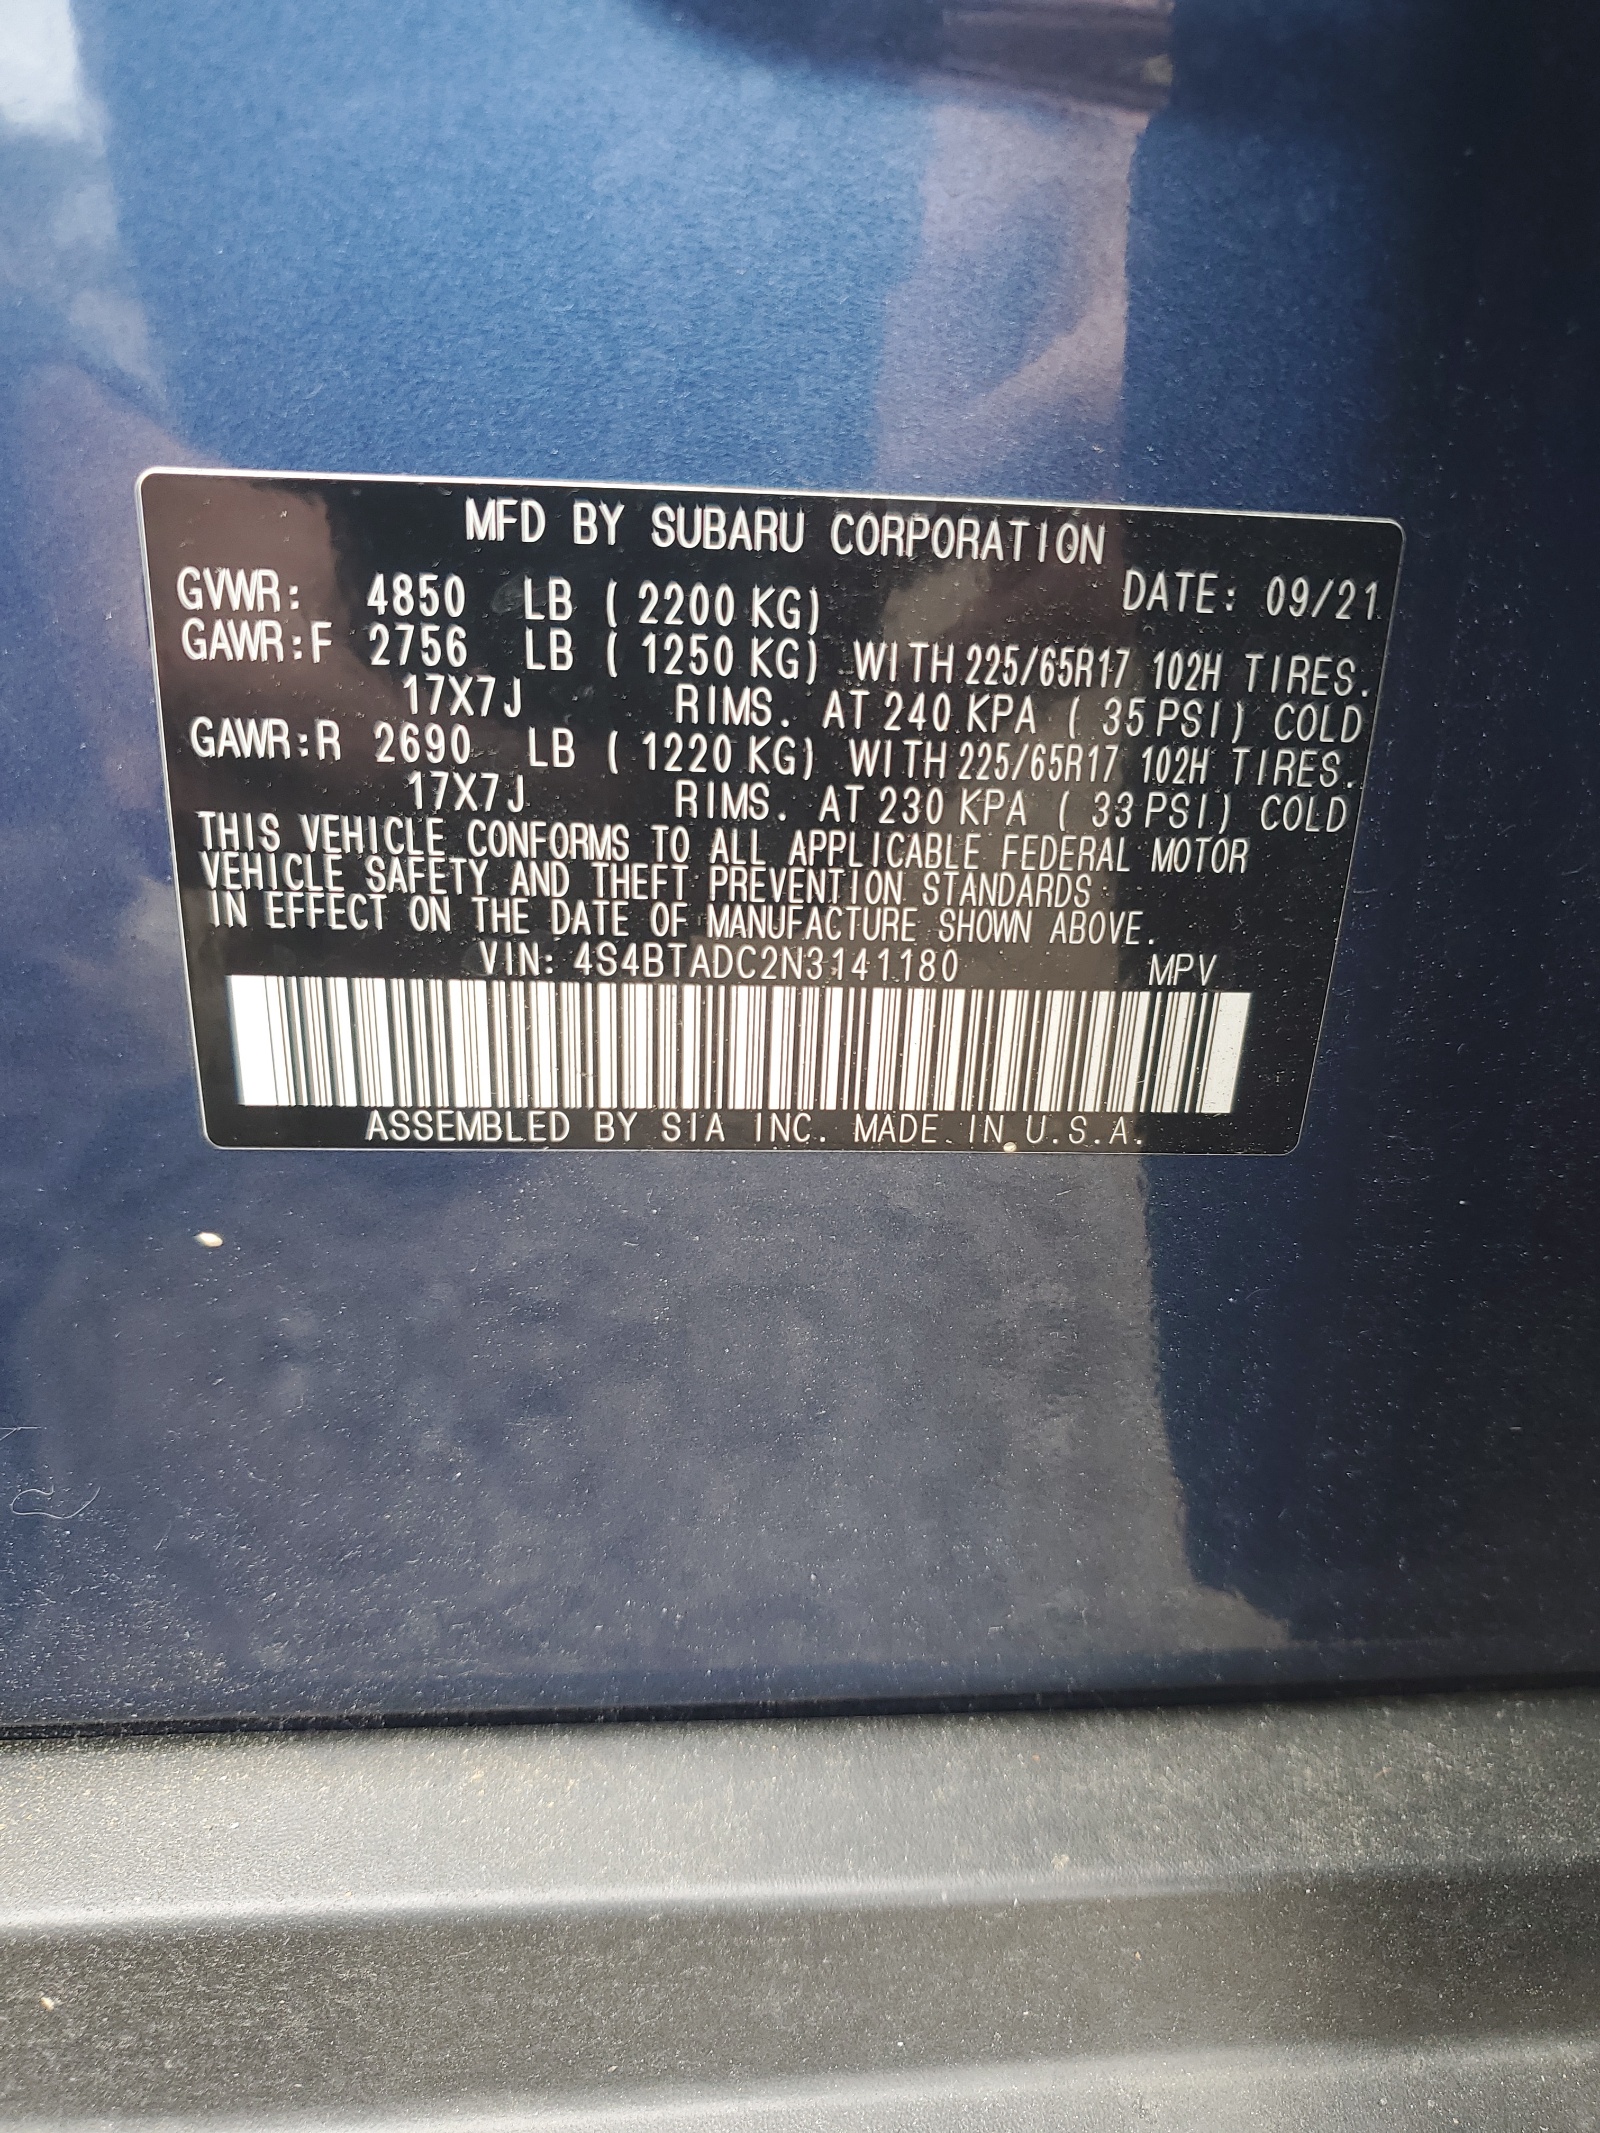 MFD BY SUBARU CORPORATION
DATE: 09/21
GVWR: 4850 LB ( 2200 KG)
GAWR:F 2756 LB ( 1250 KG) WITH 225/65R17 102H TIRES.
17X7J RIMS. AT 240 KPA ( 35 PSI) COLD
GAWR:R 2690 LB ( 1220 KG) WITH 225/65R17 102H TIRES.
17X7J RIMS. AT 230 KPA ( 33 PSI) COLD
THIS VEHICLE CONFORMS TO ALL APPLICABLE FEDERAL MOTOR
VEHICLE SAFETY AND THEFT PREVENTION STANDARDS
IN EFFECT ON THE DATE OF MANUFACTURE SHOWN ABOVE.
VIN: 4S4BTADC2N3141180 MPV
ASSEMBLED BY SIA INC. MADE IN U.S.A.